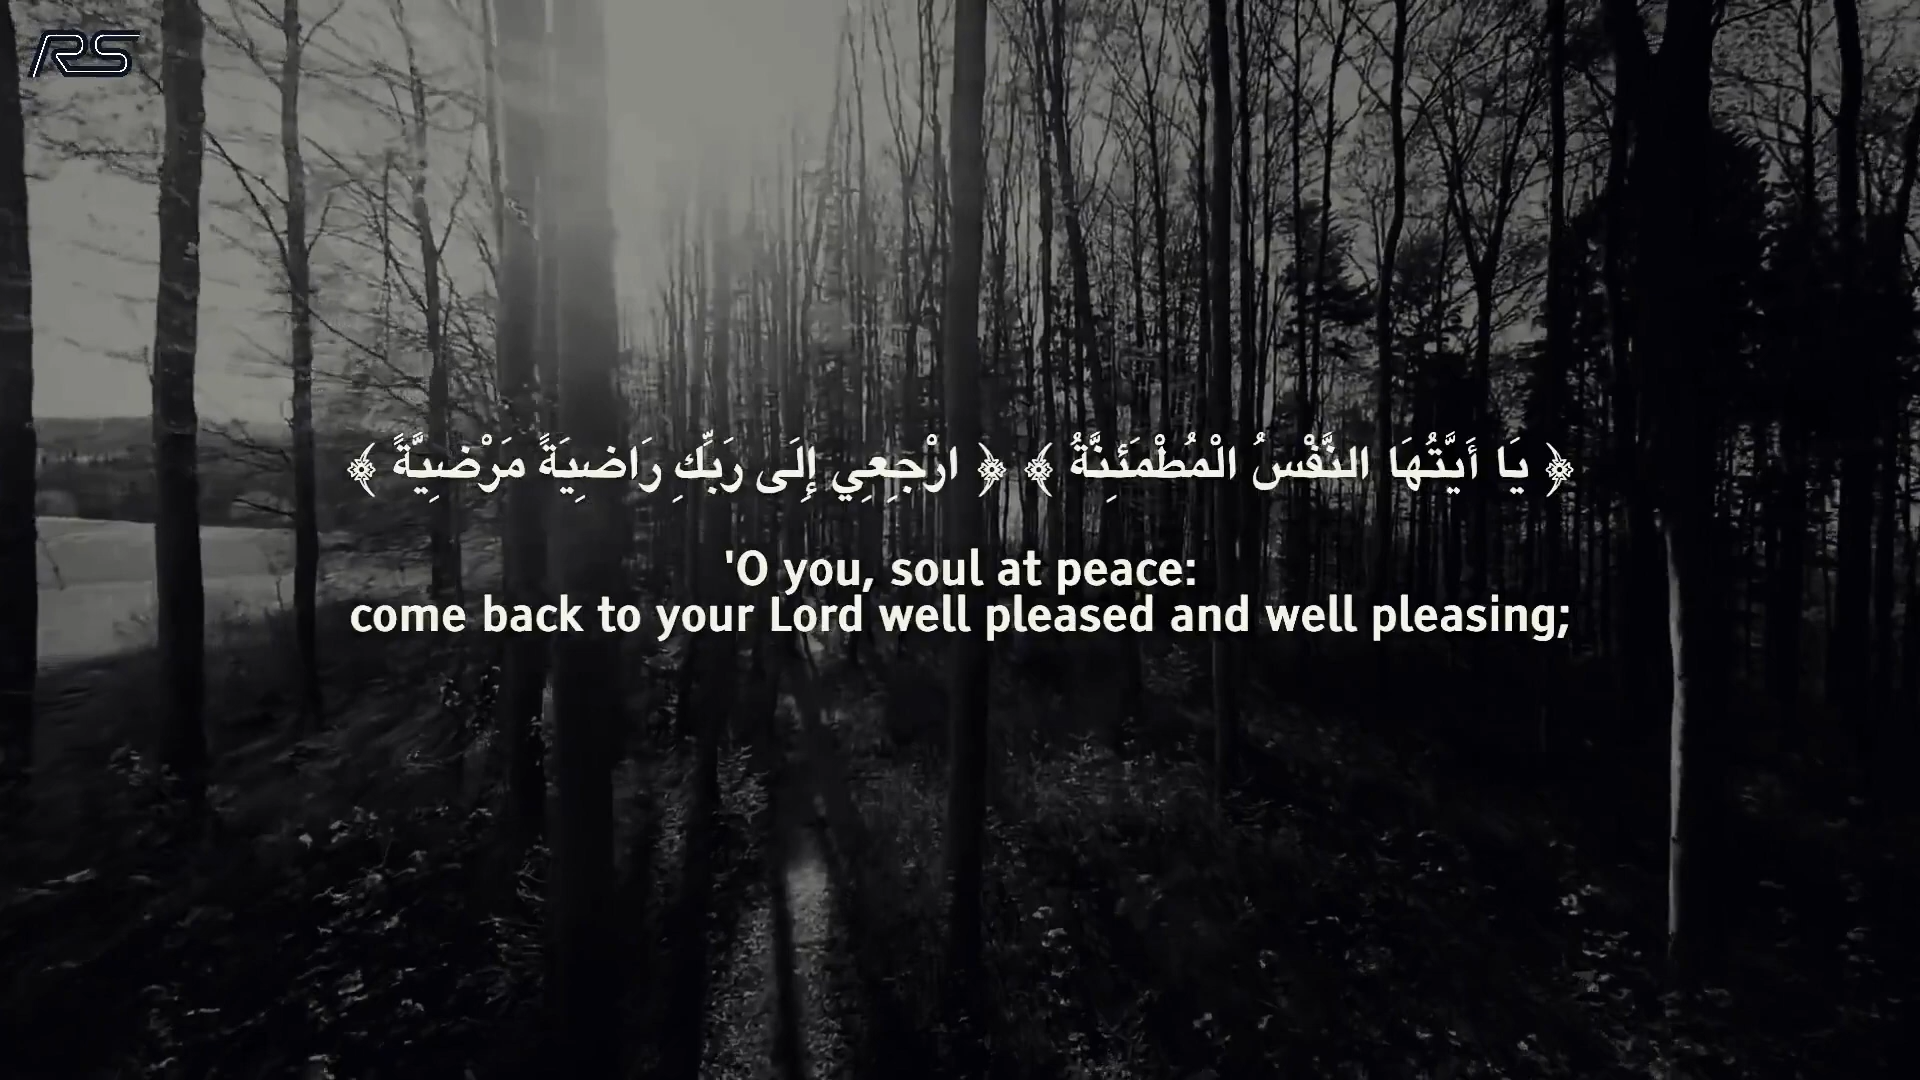 RS
﴿ يَا أَيَّتُهَا النَّفْسُ الْمُطْمَئِنَّةُ ﴾ ﴿ ارْجِعِي إِلَى رَبِّكِ رَاضِيَةً مَرْضِيَّةً ﴾
'O you, soul at peace:
come back to your Lord well pleased and well pleasing;